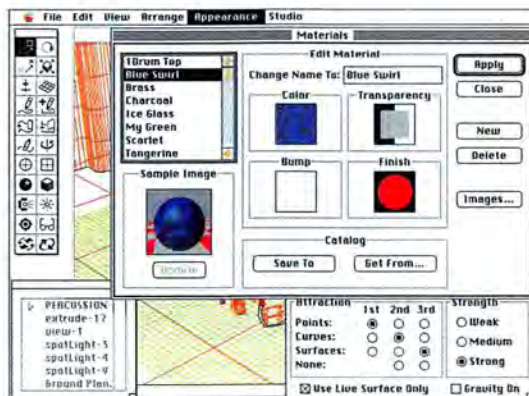 File Edit View Arrange Appearance Studio
Materials
1Drum Top
Blue Swirl
Brass
Charcoal
Ice Glass
My Green
Scarlet
Tangerine
Sample Image
Update
Edit Material
Change Name To: Blue Swirl
Color
Transparency
Bump
Finish
Catalog
Save To
Get From...
Apply
Close
New
Delete
Images...
PERCUSSION
extrude-17
view-1
spotLight-3
spotLight-4
Ground Plan.
Attraction
1st 2nd 3rd
Points:
Curves:
Surfaces:
None:
Strength
Weak
Medium
Strong
Use Live Surface Only
Gravity On